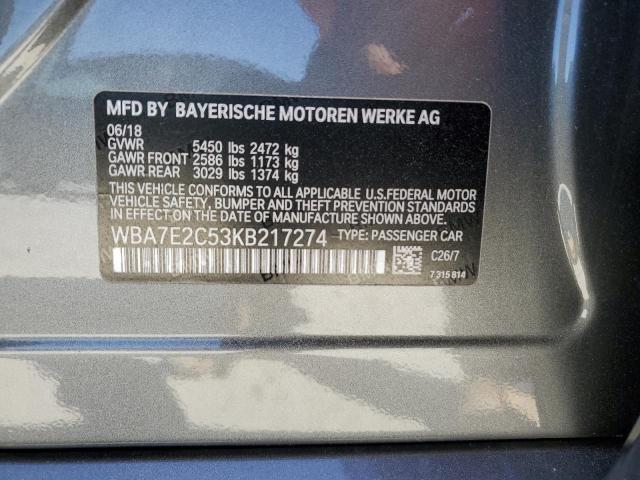 MFD BY BAYERISCHE MOTOREN WERKE AG
06/18
GVWR 5450 lbs 2472 kg
GAWR FRONT 2586 lbs 1173 kg
GAWR REAR 3029 lbs 1374 kg
THIS VEHICLE CONFORMS TO ALL APPLICABLE U.S.FEDERAL MOTOR
VEHICLE SAFETY, BUMPER AND THEFT PREVENTION STANDARDS
IN EFFECT ON THE DATE OF MANUFACTURE SHOWN ABOVE.
WBA7E2C53KB217274 TYPE: PASSENGER CAR
C26/7
7 315 814